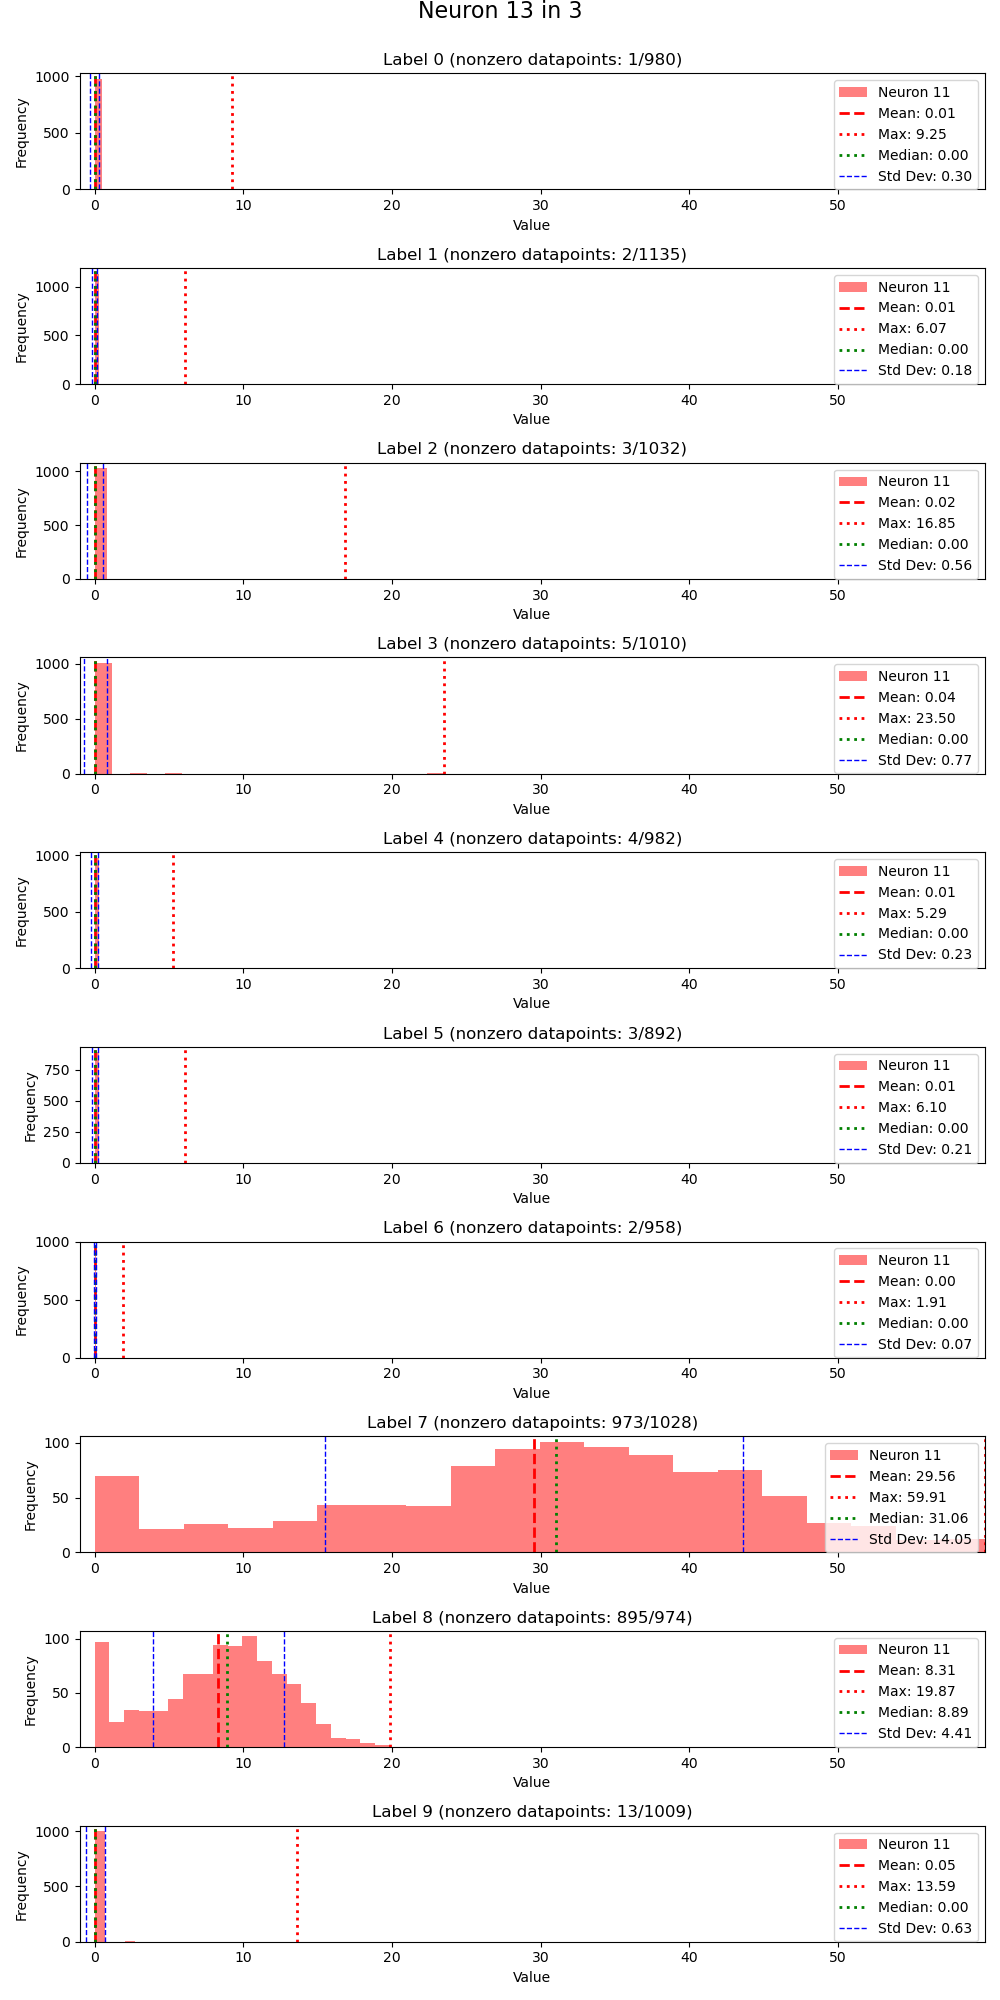 Neuron 13 in 3
Label 0 (nonzero datapoints: 1/980)
Frequency
1000
500
0
Neuron 11
Mean: 0.01
Max: 9.25
Median: 0.00
Std Dev: 0.30
0 10 20 30 40 50
Value
Label 1 (nonzero datapoints: 2/1135)
Frequency
1000
500
0
Neuron 11
Mean: 0.01
Max: 6.07
Median: 0.00
Std Dev: 0.18
0 10 20 30 40 50
Value
Label 2 (nonzero datapoints: 3/1032)
Frequency
1000
500
0
Neuron 11
Mean: 0.02
Max: 16.85
Median: 0.00
Std Dev: 0.56
0 10 20 30 40 50
Value
Label 3 (nonzero datapoints: 5/1010)
Frequency
1000
500
0
Neuron 11
Mean: 0.04
Max: 23.50
Median: 0.00
Std Dev: 0.77
0 10 20 30 40 50
Value
Label 4 (nonzero datapoints: 4/982)
Frequency
1000
500
0
Neuron 11
Mean: 0.01
Max: 5.29
Median: 0.00
Std Dev: 0.23
0 10 20 30 40 50
Value
Label 5 (nonzero datapoints: 3/892)
Frequency
750
500
250
0
Neuron 11
Mean: 0.01
Max: 6.10
Median: 0.00
Std Dev: 0.21
0 10 20 30 40 50
Value
Label 6 (nonzero datapoints: 2/958)
Frequency
1000
500
0
Neuron 11
Mean: 0.00
Max: 1.91
Median: 0.00
Std Dev: 0.07
0 10 20 30 40 50
Value
Label 7 (nonzero datapoints: 973/1028)
Frequency
100
50
0
Neuron 11
Mean: 29.56
Max: 59.91
Median: 31.06
Std Dev: 14.05
0 10 20 30 40 50
Value
Label 8 (nonzero datapoints: 895/974)
Frequency
100
50
0
Neuron 11
Mean: 8.31
Max: 19.87
Median: 8.89
Std Dev: 4.41
0 10 20 30 40 50
Value
Label 9 (nonzero datapoints: 13/1009)
Frequency
1000
500
0
Neuron 11
Mean: 0.05
Max: 13.59
Median: 0.00
Std Dev: 0.63
0 10 20 30 40 50
Value